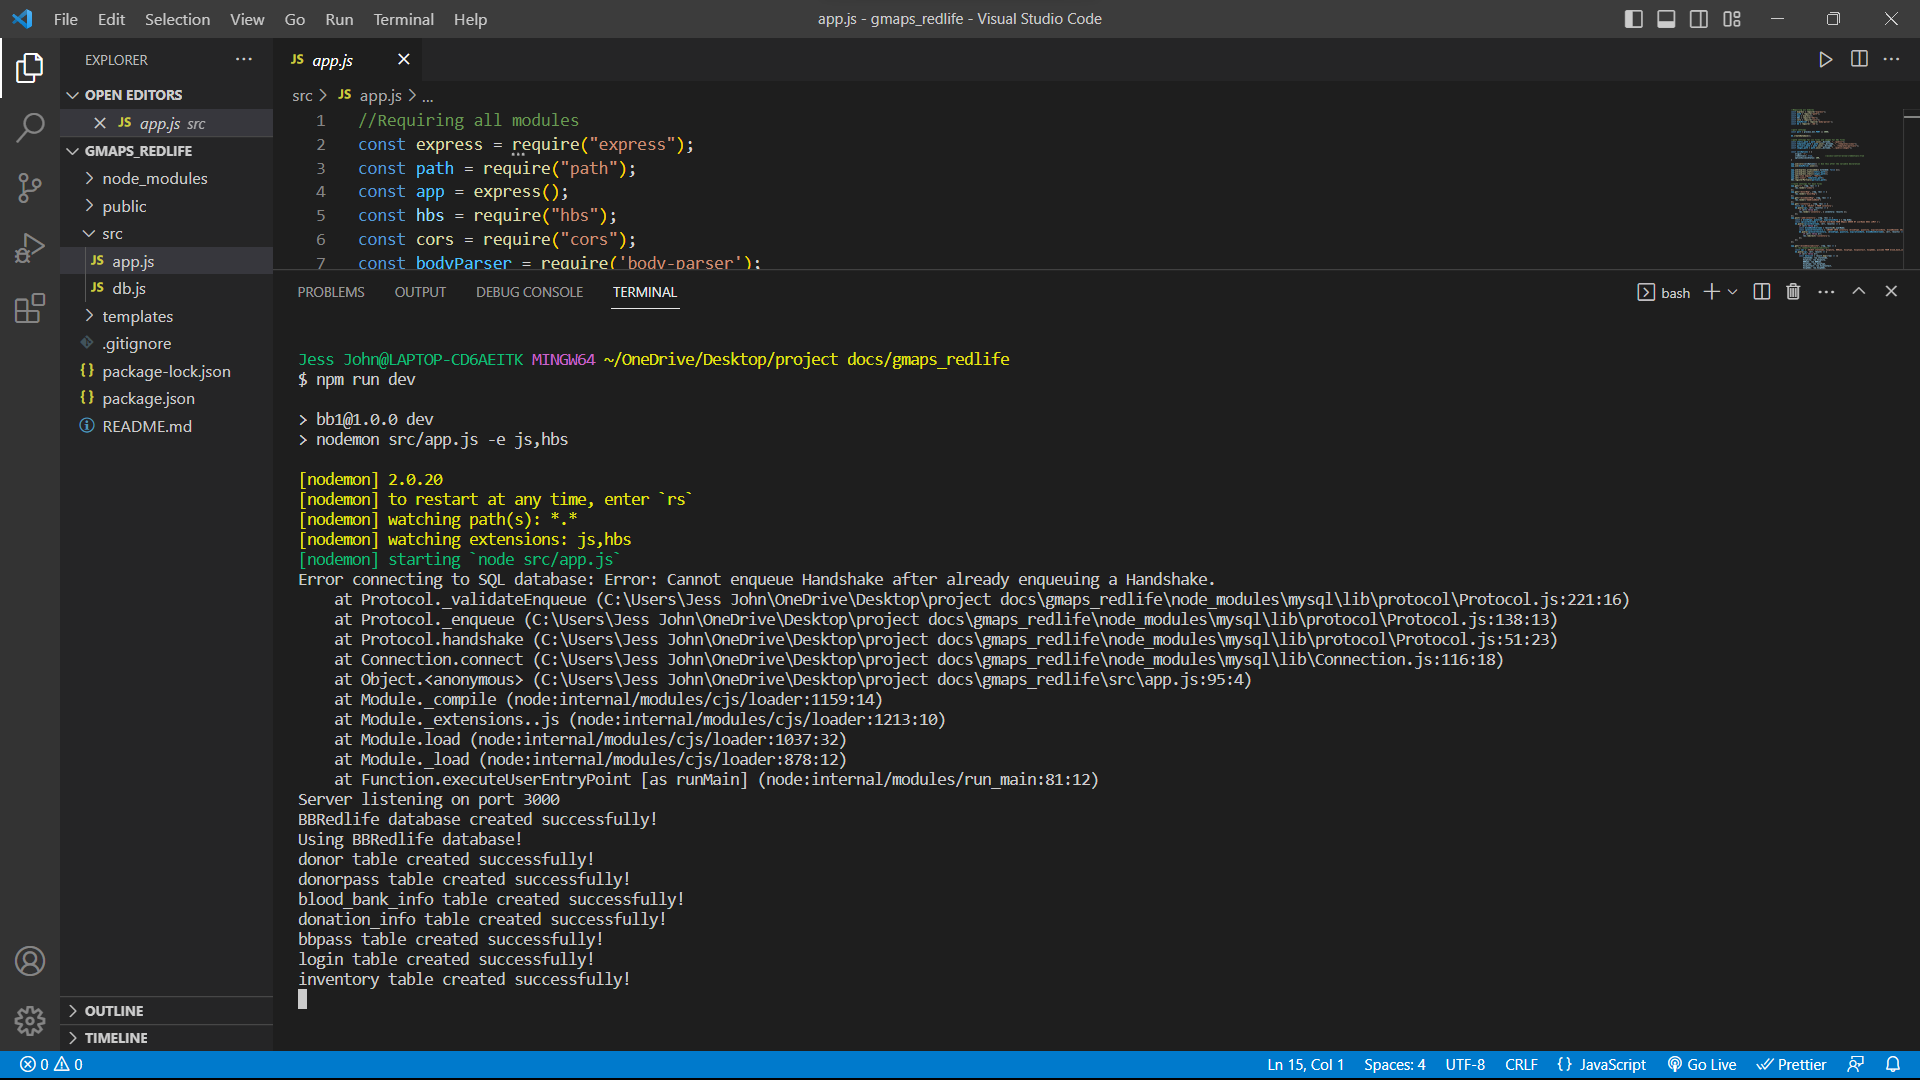 File Edit Selection View Go Run Terminal Help
app.js - gmaps_redlife - Visual Studio Code
EXPLORER
OPEN EDITORS
JS app.js src
GMAPS_REDLIFE
node_modules
public
src
JS app.js
JS db.js
templates
.gitignore
{} package-lock.json
{} package.json
README.md
OUTLINE
TIMELINE
JS app.js
src > JS app.js > ...
1 //Requiring all modules
2 const express = require("express");
3 const path = require("path");
4 const app = express();
5 const hbs = require("hbs");
6 const cors = require("cors");
7 const bodyParser = require('body-parser');
PROBLEMS OUTPUT DEBUG CONSOLE TERMINAL
bash
Jess John@LAPTOP-CD6AEITK MINGW64 ~/OneDrive/Desktop/project docs/gmaps_redlife
$ npm run dev
> bb1@1.0.0 dev
> nodemon src/app.js -e js,hbs
[nodemon] 2.0.20
[nodemon] to restart at any time, enter `rs`
[nodemon] watching path(s): *.*
[nodemon] watching extensions: js,hbs
[nodemon] starting `node src/app.js`
Error connecting to SQL database: Error: Cannot enqueue Handshake after already enqueuing a Handshake.
at Protocol._validateEnqueue (C:\Users\Jess John\OneDrive\Desktop\project docs\gmaps_redlife\node_modules\mysql\lib\protocol\Protocol.js:221:16)
at Protocol._enqueue (C:\Users\Jess John\OneDrive\Desktop\project docs\gmaps_redlife\node_modules\mysql\lib\protocol\Protocol.js:138:13)
at Protocol.handshake (C:\Users\Jess John\OneDrive\Desktop\project docs\gmaps_redlife\node_modules\mysql\lib\protocol\Protocol.js:51:23)
at Connection.connect (C:\Users\Jess John\OneDrive\Desktop\project docs\gmaps_redlife\node_modules\mysql\lib\Connection.js:116:18)
at Object.<anonymous> (C:\Users\Jess John\OneDrive\Desktop\project docs\gmaps_redlife\src\app.js:95:4)
at Module._compile (node:internal/modules/cjs/loader:1159:14)
at Module._extensions..js (node:internal/modules/cjs/loader:1213:10)
at Module.load (node:internal/modules/cjs/loader:1037:32)
at Module._load (node:internal/modules/cjs/loader:878:12)
at Function.executeUserEntryPoint [as runMain] (node:internal/modules/run_main:81:12)
Server listening on port 3000
BBRedlife database created successfully!
Using BBRedlife database!
donor table created successfully!
donorpass table created successfully!
blood_bank_info table created successfully!
donation_info table created successfully!
bbpass table created successfully!
login table created successfully!
inventory table created successfully!
0 0 Ln 15, Col 1 Spaces: 4 UTF-8 CRLF {} JavaScript Go Live Prettier